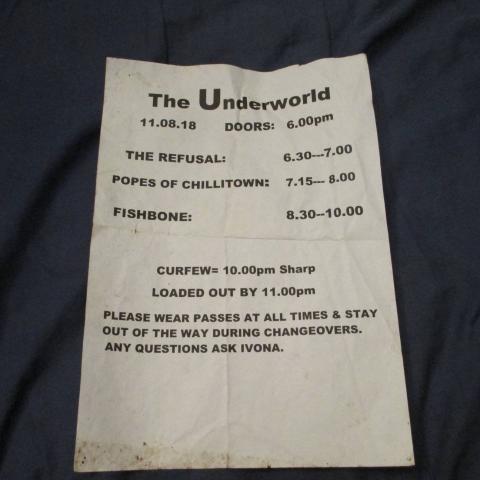 The Underworld
11.08.18 DOORS: 6.00pm
THE REFUSAL: 6.30---7.00
POPES OF CHILLITOWN: 7.15--- 8.00
FISHBONE: 8.30--10.00
CURFEW= 10.00pm Sharp
LOADED OUT BY 11.00pm
PLEASE WEAR PASSES AT ALL TIMES & STAY
OUT OF THE WAY DURING CHANGEOVERS.
ANY QUESTIONS ASK IVONA.